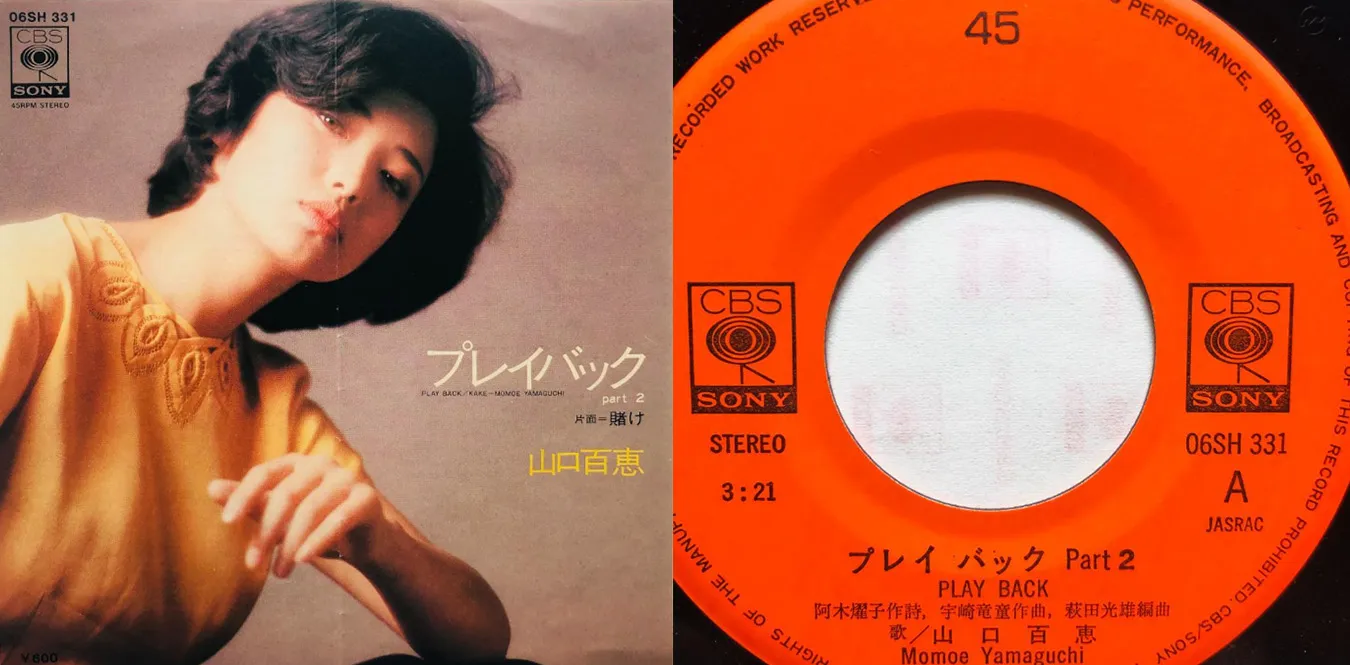 06SH 331
CBS
SONY
45RPM STEREO
プレイバック
PLAY BACK/KAKE-MOMOE YAMAGUCHI
part 2
片面=賭け
山口百恵
¥600
45
RECORDED WORK RESERVE
PERFORMANCE, BROADCASTING AND
OF THIS RECORD PROHIBITED. CBS/SONY
RIGHTS OF THE MANUF
CBS
SONY
CBS
SONY
STEREO
3:21
06SH 331
A
JASRAC
プレイ バック Part 2
PLAY BACK
阿木燿子作詩, 宇崎竜童作曲, 萩田光雄編曲
歌/山口百恵
Momoe Yamaguchi